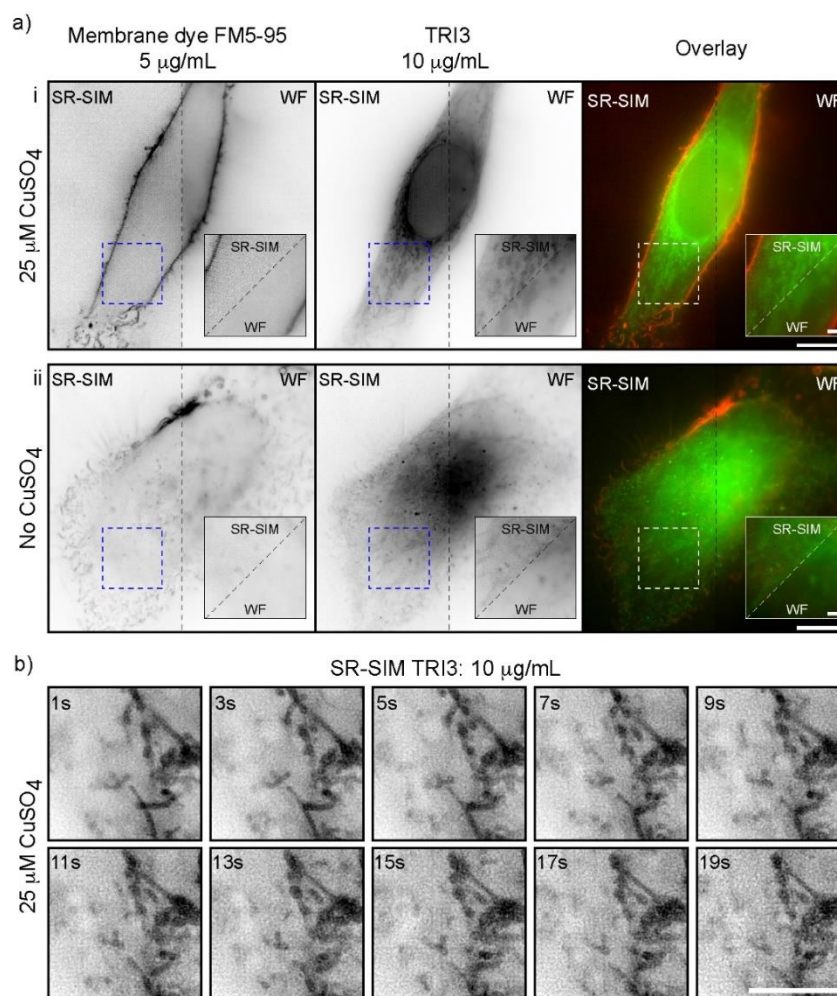 a)
Membrane dye FM5-95
5 µg/mL
TRI3
10 µg/mL
Overlay
i
25 µM CuSO4
SR-SIM WF
SR-SIM WF
SR-SIM WF
SR-SIM
WF
SR-SIM
WF
SR-SIM
WF
ii
No CuSO4
SR-SIM WF
SR-SIM WF
SR-SIM WF
SR-SIM
WF
SR-SIM
WF
SR-SIM
WF
b)
SR-SIM TRI3: 10 µg/mL
25 µM CuSO4
1s 3s 5s 7s 9s
11s 13s 15s 17s 19s